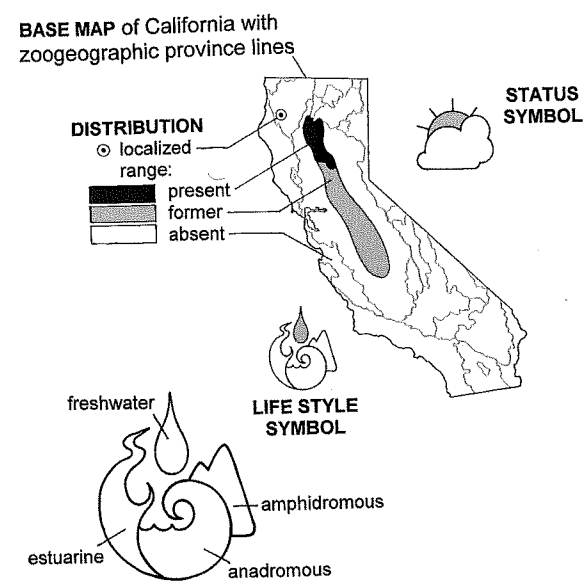 BASE MAP of California with
zoogeographic province lines
STATUS
SYMBOL
DISTRIBUTION
localized
range:
present
former
absent
LIFE STYLE
SYMBOL
freshwater
amphidromous
estuarine
anadromous